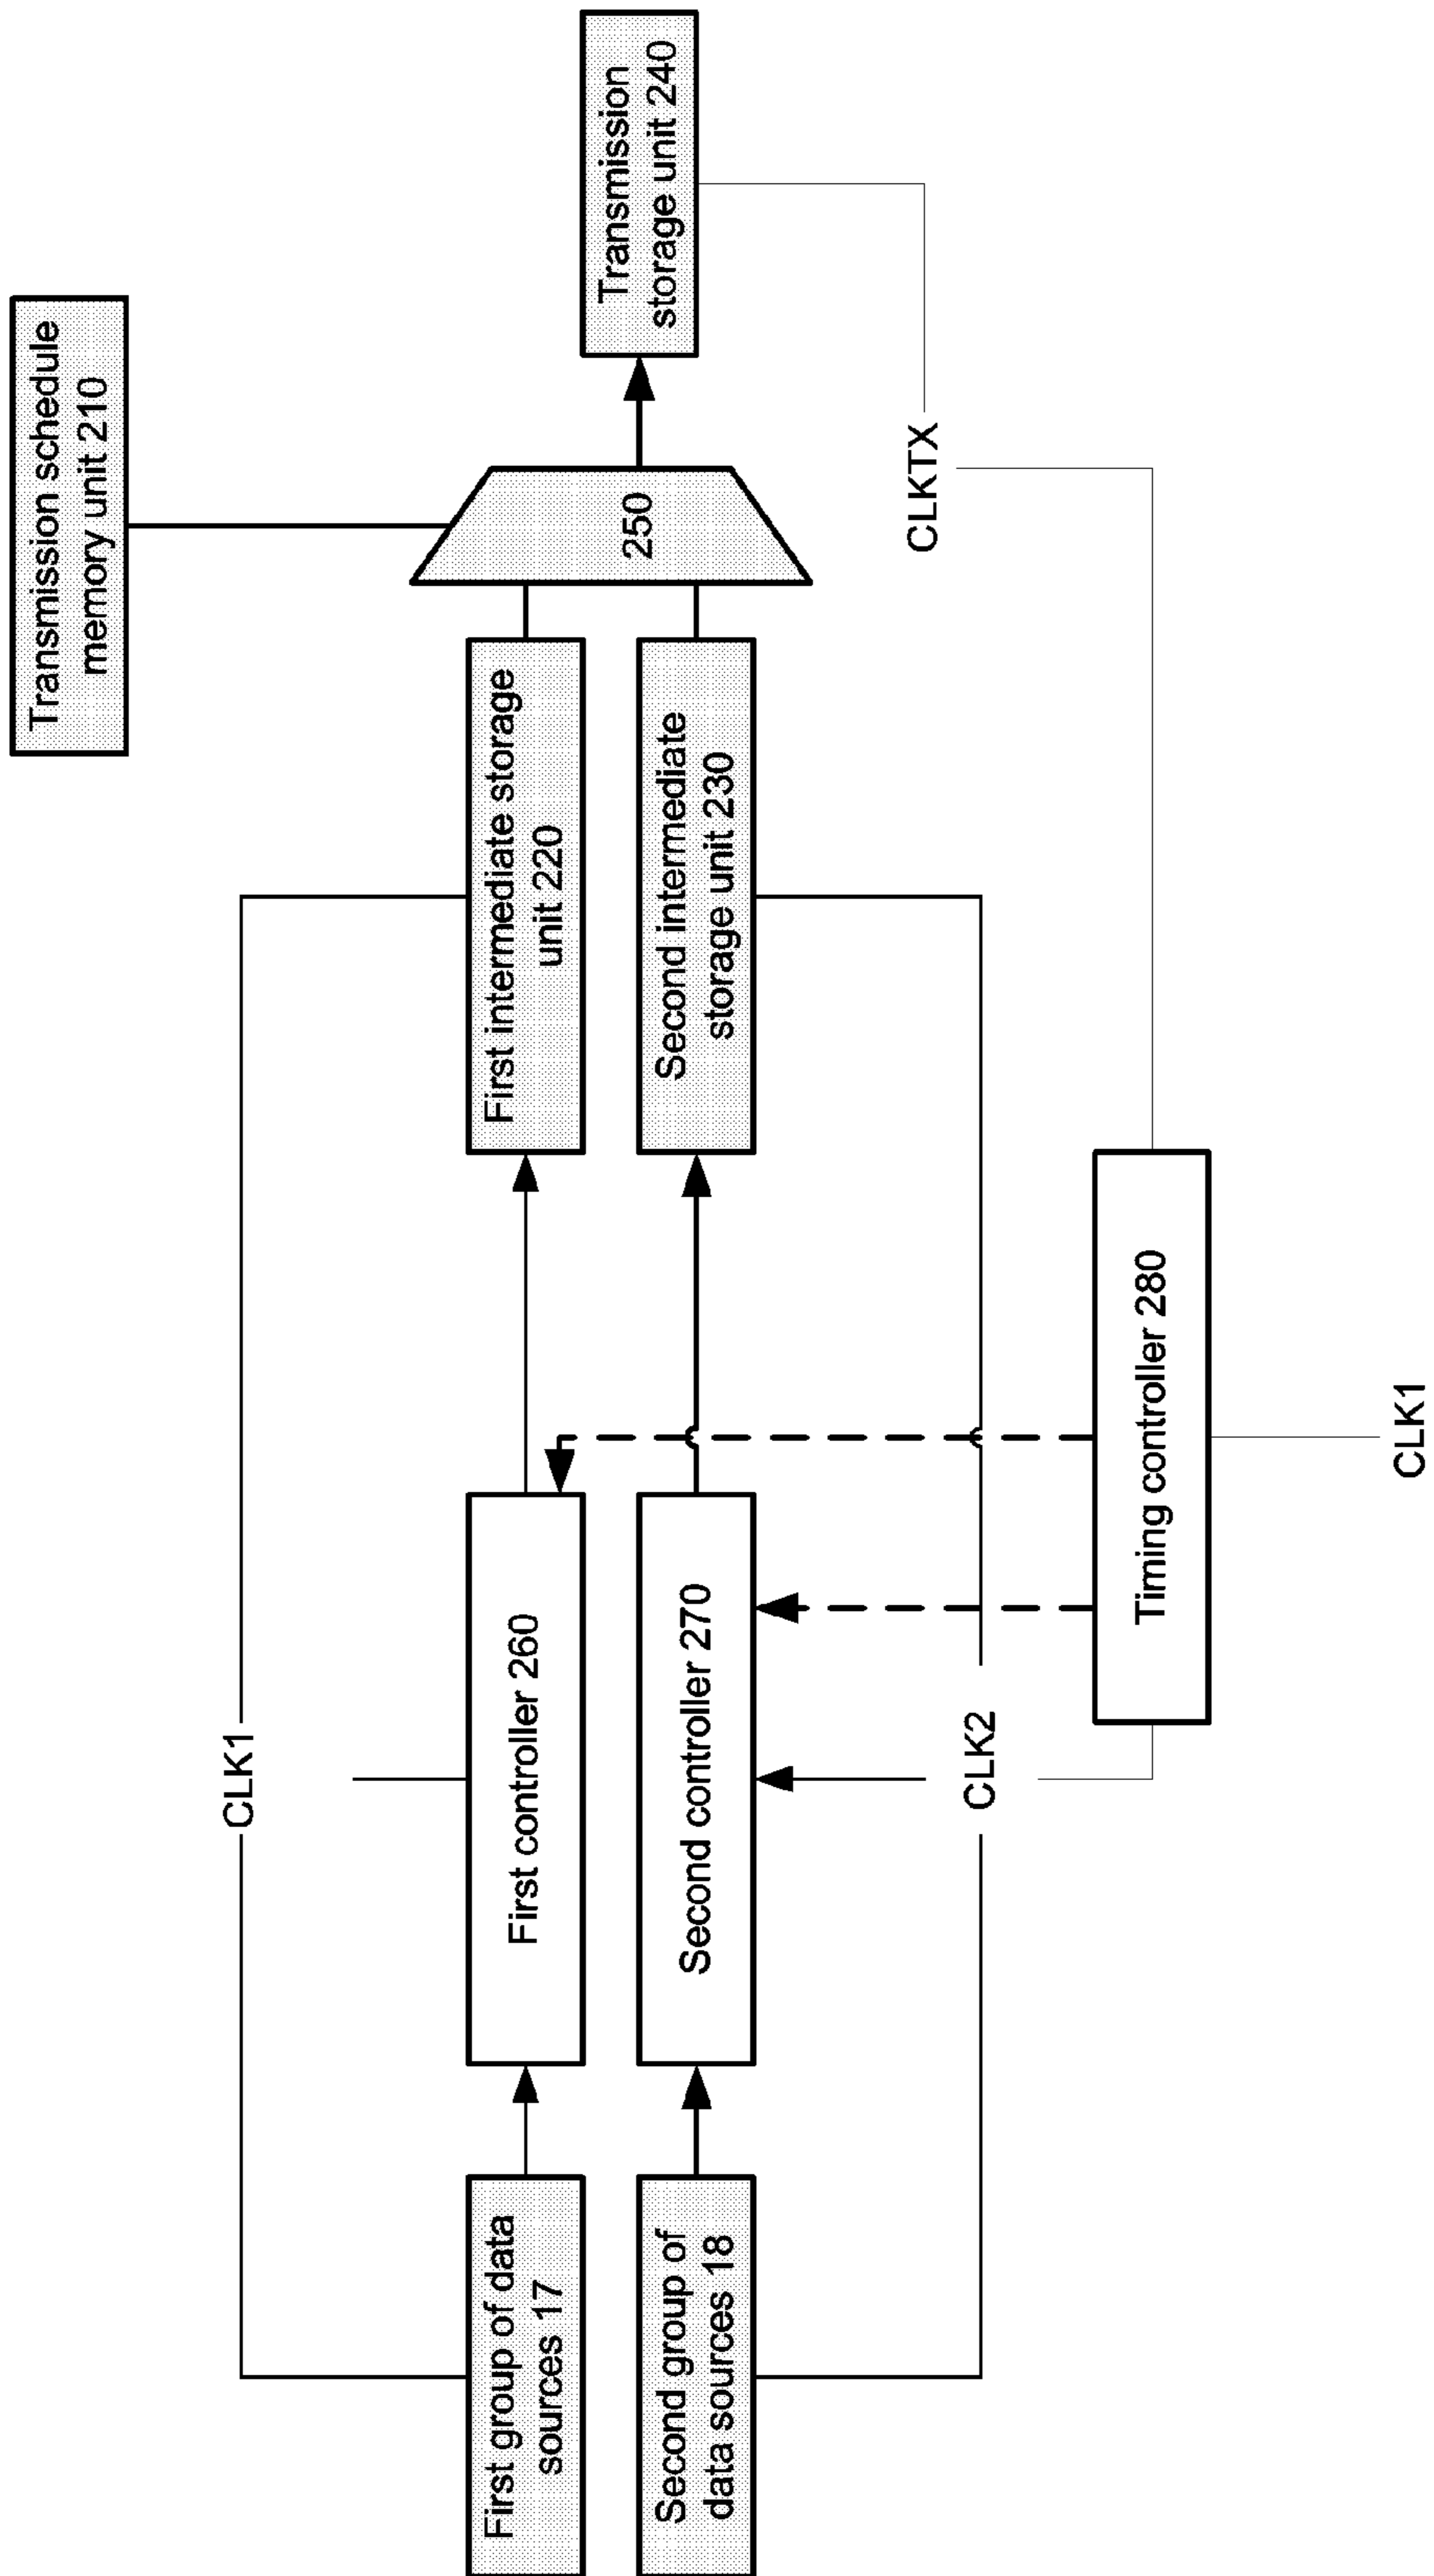 Transmission schedule
memory unit 210
Transmission
storage unit 240
250
CLK1
First group of data
sources 17
First controller 260
First intermediate storage
unit 220
Second group of
data sources 18
Second controller 270
Second intermediate
storage unit 230
CLKTX
CLK2
Timing controller 280
CLK1